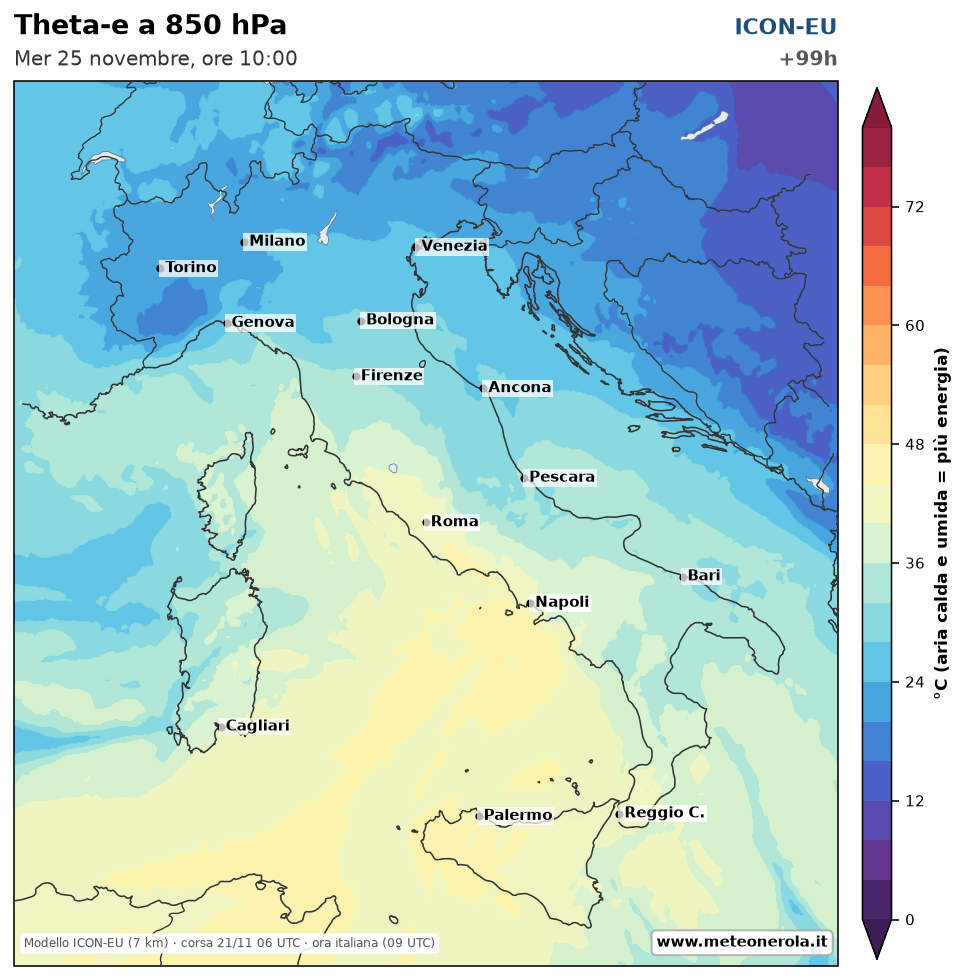 Theta-e a 850 hPa
ICON-EU
Mer 25 novembre, ore 10:00
+99h
Milano
Venezia
Torino
Genova
Bologna
Firenze
Ancona
Pescara
Roma
Bari
Napoli
Cagliari
Palermo
Reggio C.
72
60
48
36
24
12
0
°C (aria calda e umida = più energia)
Modello ICON-EU (7 km) · corsa 21/11 06 UTC · ora italiana (09 UTC)
www.meteonerola.it